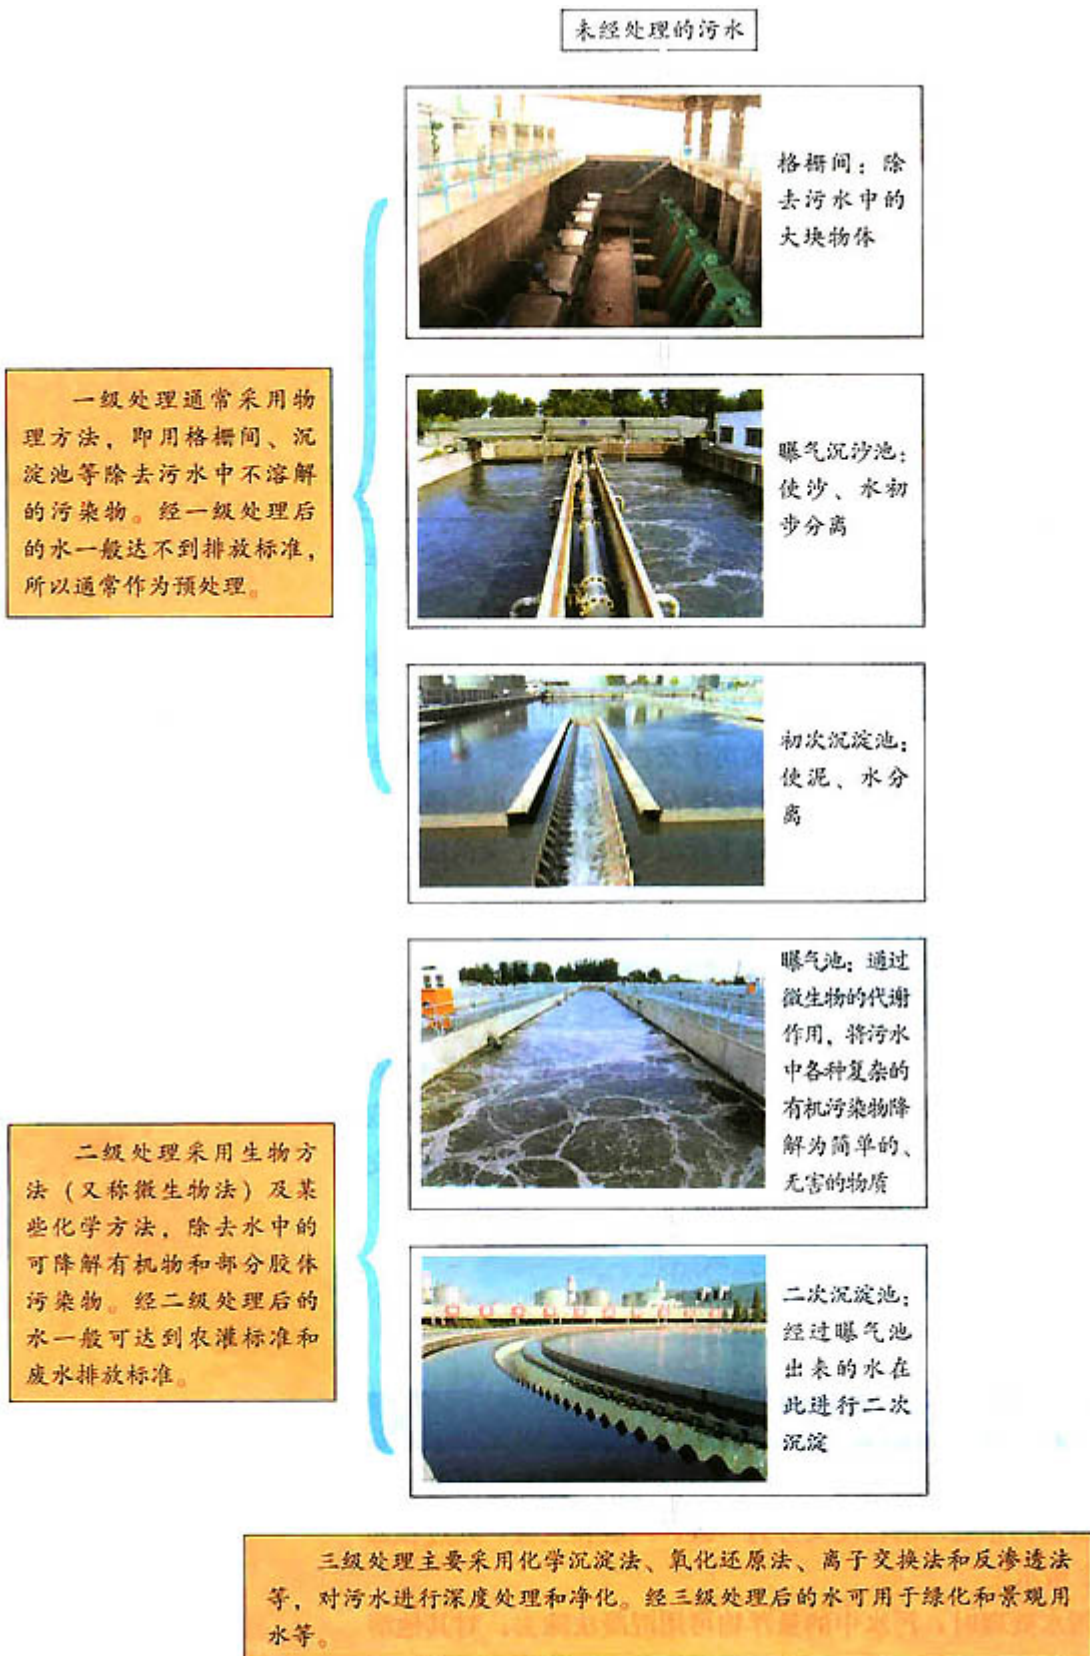 未经处理的污水
格栅间：除
去污水中的
大块物体
一级处理通常采用物
理方法，即用格栅间、沉
淀池等除去污水中不溶解
的污染物。经一级处理后
的水一般达不到排放标准，
所以通常作为预处理。
曝气沉沙池：
使沙、水初
步分离
初次沉淀池：
使泥、水分
离
曝气池：通过
微生物的代谢
作用，将污水
中各种复杂的
有机污染物降
解为简单的、
无害的物质
二级处理采用生物方
法（又称微生物法）及某
些化学方法，除去水中的
可降解有机物和部分胶体
污染物。经二级处理后的
水一般可达到农灌标准和
废水排放标准。
二次沉淀池：
经过曝气池
出来的水在
此进行二次
沉淀
三级处理主要采用化学沉淀法、氧化还原法、离子交换法和反渗透法
等，对污水进行深度处理和净化。经三级处理后的水可用于绿化和景观用
水等。